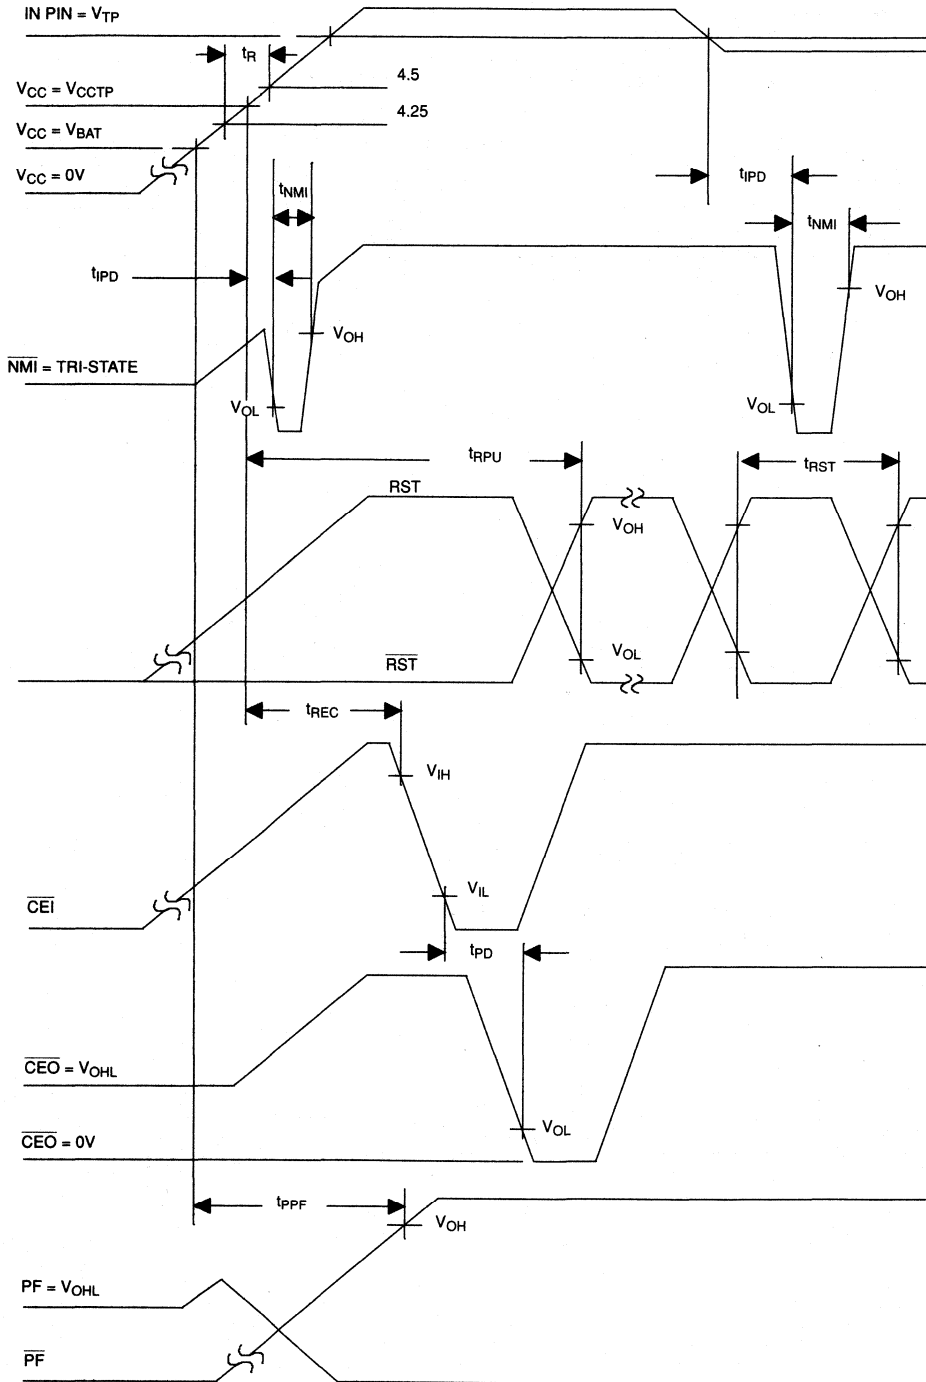 IN PIN = VTP
tR
4.5
VCC = VCCTP
4.25
VCC = VBAT
VCC = 0V
tIPD
tNMI
tNMI
tIPD
VOH
VOH
NMI = TRI-STATE
VOL
VOL
tRPU
tRST
RST
VOH
VOL
RST
tREC
VIH
VIL
CEI
tPD
CEO = VOHL
VOL
CEO = 0V
tPPF
VOH
PF = VOHL
PF